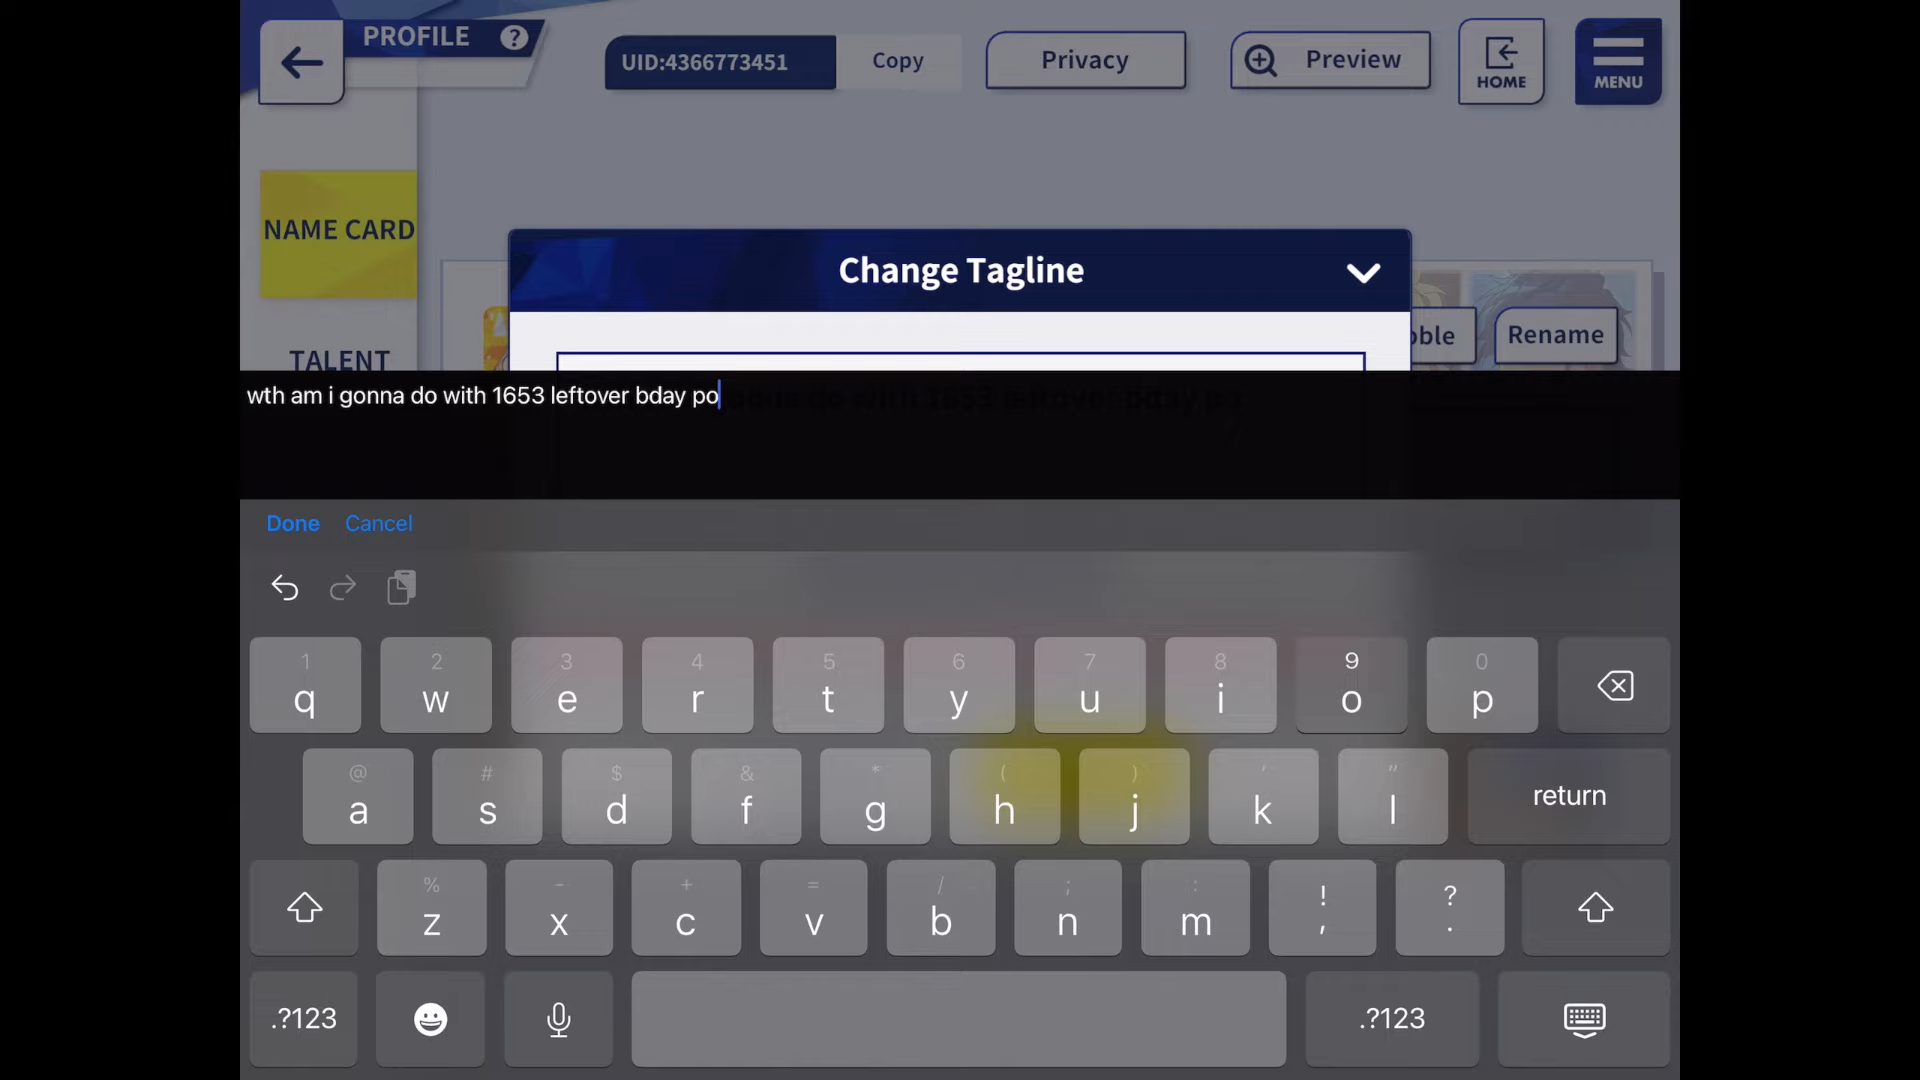 PROFILE ?
UID:4366773451 Copy
Privacy
Preview
HOME
MENU
NAME CARD
Change Tagline
Rename
TALENT
wth am i gonna do with 1653 leftover bday po
Done Cancel
1 2 3 4 5 6 7 8 9 0
q w e r t y u i o p
@ # $ & * ( ) ' "
a s d f g h j k l return
% - + = / ; : ! ?
z x c v b n m , .
.?123 .?123